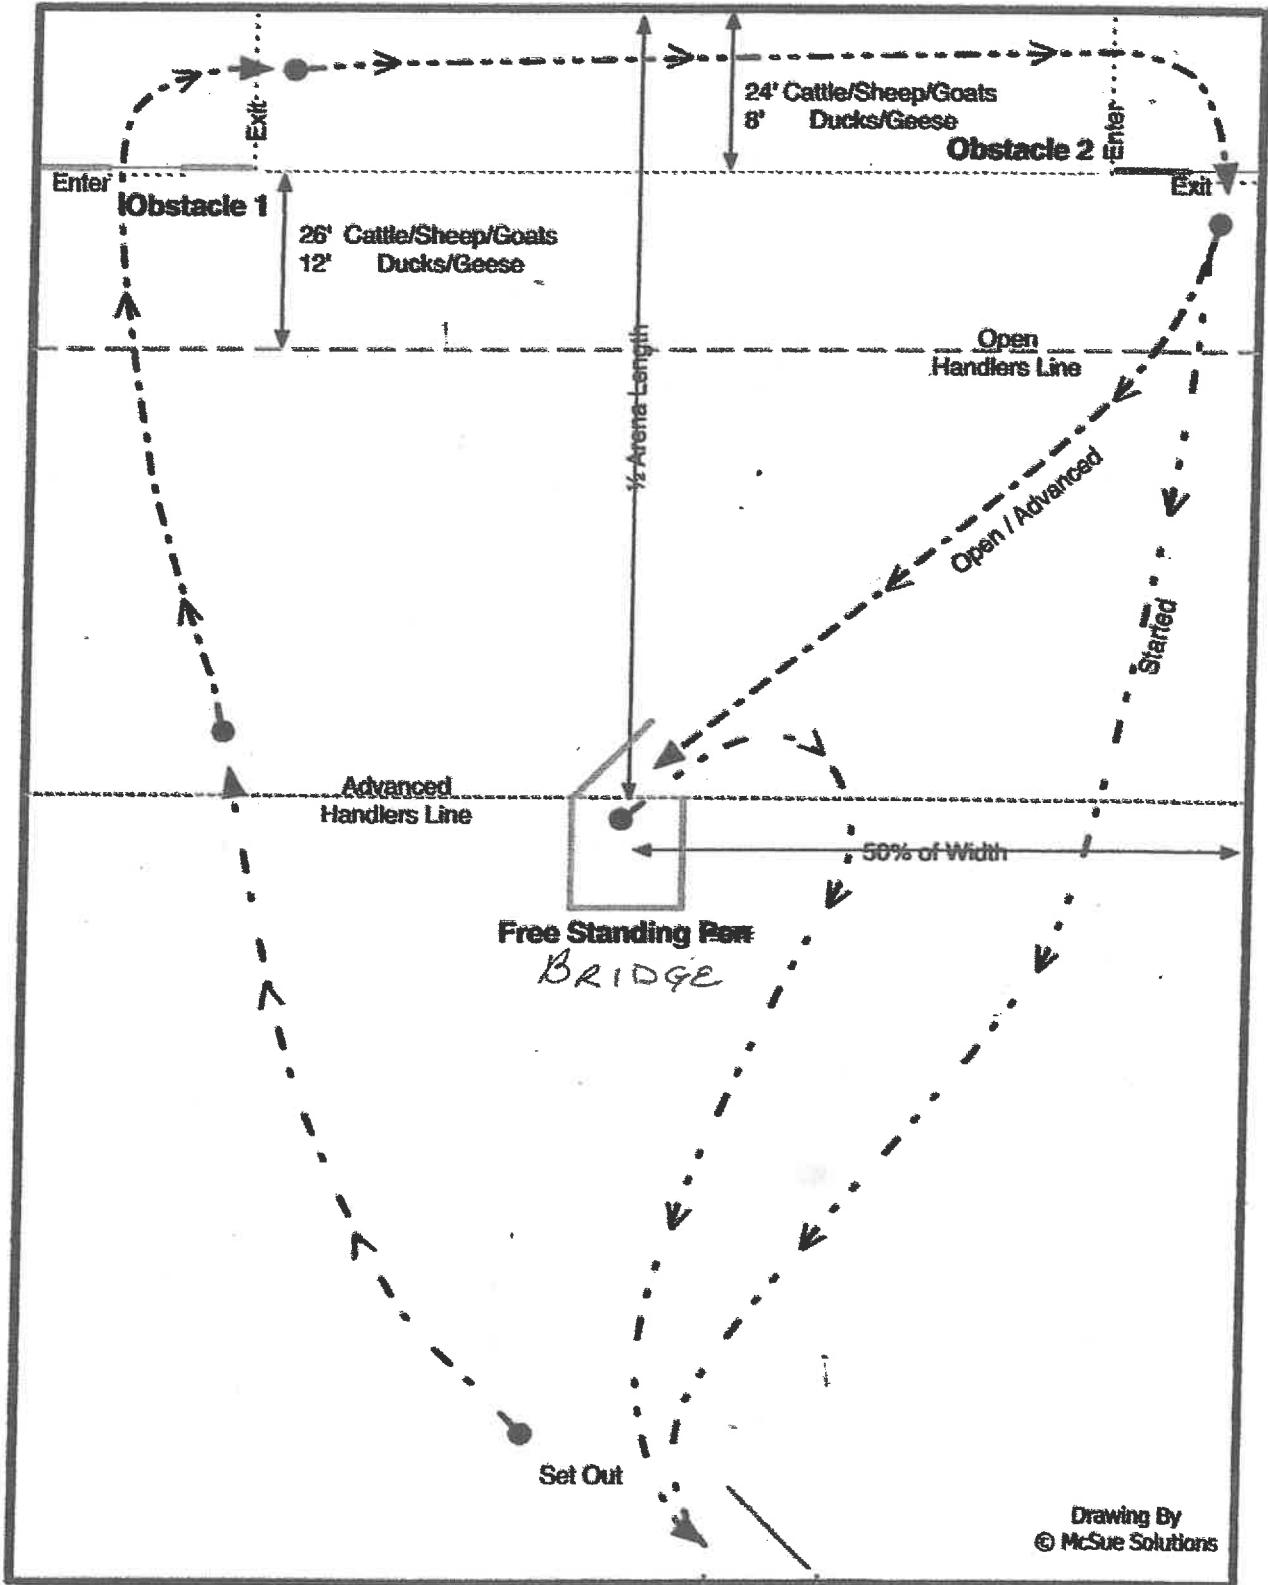 24' Cattle/Sheep/Goats
8' Ducks/Geese
Exit
Enter
Obstacle 2
Enter
Exit
Obstacle 1
26' Cattle/Sheep/Goats
12' Ducks/Geese
Open
Handlers Line
½ Arena Length
Open / Advanced
Started
Advanced
Handlers Line
50% of Width
Free Standing Pen
BRIDGE
Set Out
Drawing By
© McSue Solutions